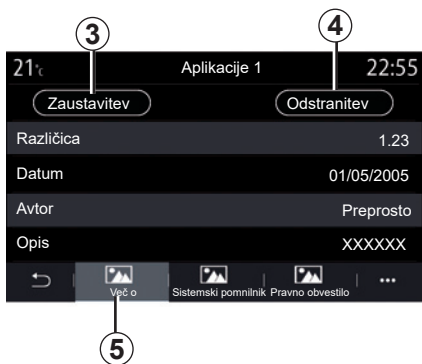 3
4
21°c Aplikacije 1 22:55
Zaustavitev Odstranitev
Različica 1.23
Datum 01/05/2005
Avtor Preprosto
Opis XXXXXX
Več o Sistemski pomnilnik Pravno obvestilo •••
5